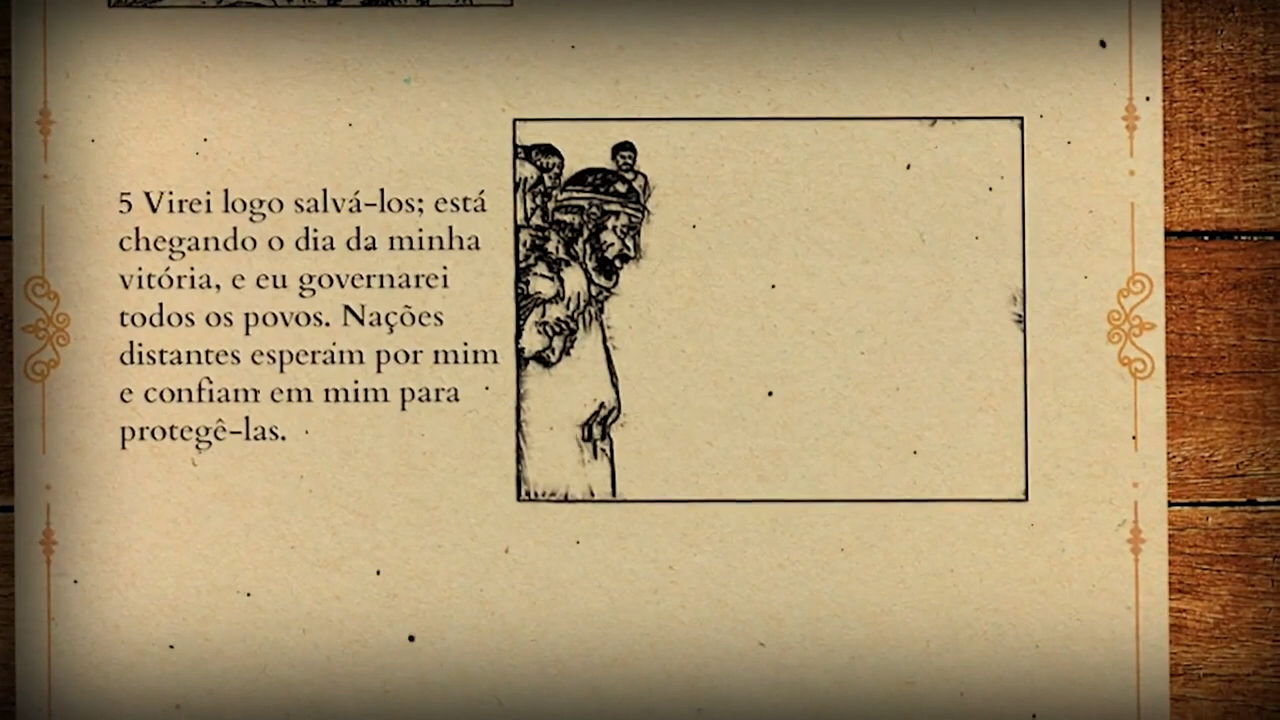 5 Virei logo salvá-los; está
chegando o dia da minha
vitória, e eu governarei
todos os povos. Nações
distantes esperam por mim
e confiam em mim para
protegê-las.